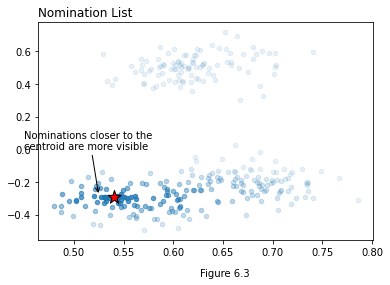 Nomination List
0.6
0.4
0.2
0.0
Nominations closer to the
centroid are more visible
−0.2
−0.4
0.50 0.55 0.60 0.65 0.70 0.75 0.80
Figure 6.3